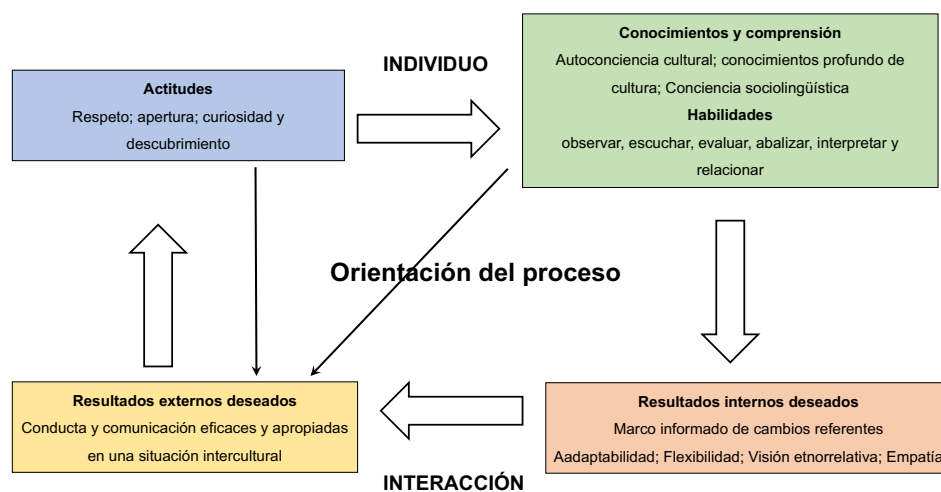 Conocimientos y comprensión
Autoconciencia cultural; conocimientos profundo de
cultura; Conciencia sociolingüística
Habilidades
observar, escuchar, evaluar, abalizar, interpretar y
relacionar
INDIVIDUO
Actitudes
Respeto; apertura; curiosidad y
descubrimiento
Orientación del proceso
Resultados externos deseados
Conducta y comunicación eficaces y apropiadas
en una situación intercultural
Resultados internos deseados
Marco informado de cambios referentes
Aadaptabilidad; Flexibilidad; Visión etnorrelativa; Empatía
INTERACCIÓN